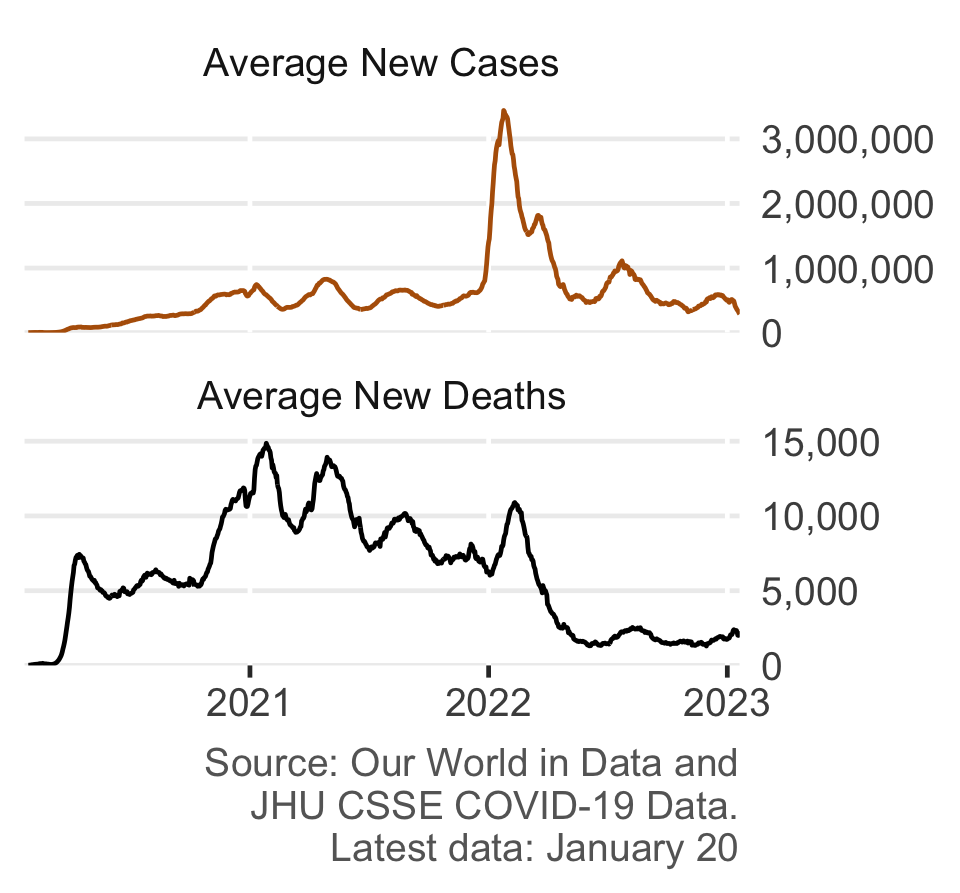 Average New Cases
3,000,000
2,000,000
1,000,000
0
Average New Deaths
15,000
10,000
5,000
0
2021 2022 2023
Source: Our World in Data and
JHU CSSE COVID-19 Data.
Latest data: January 20